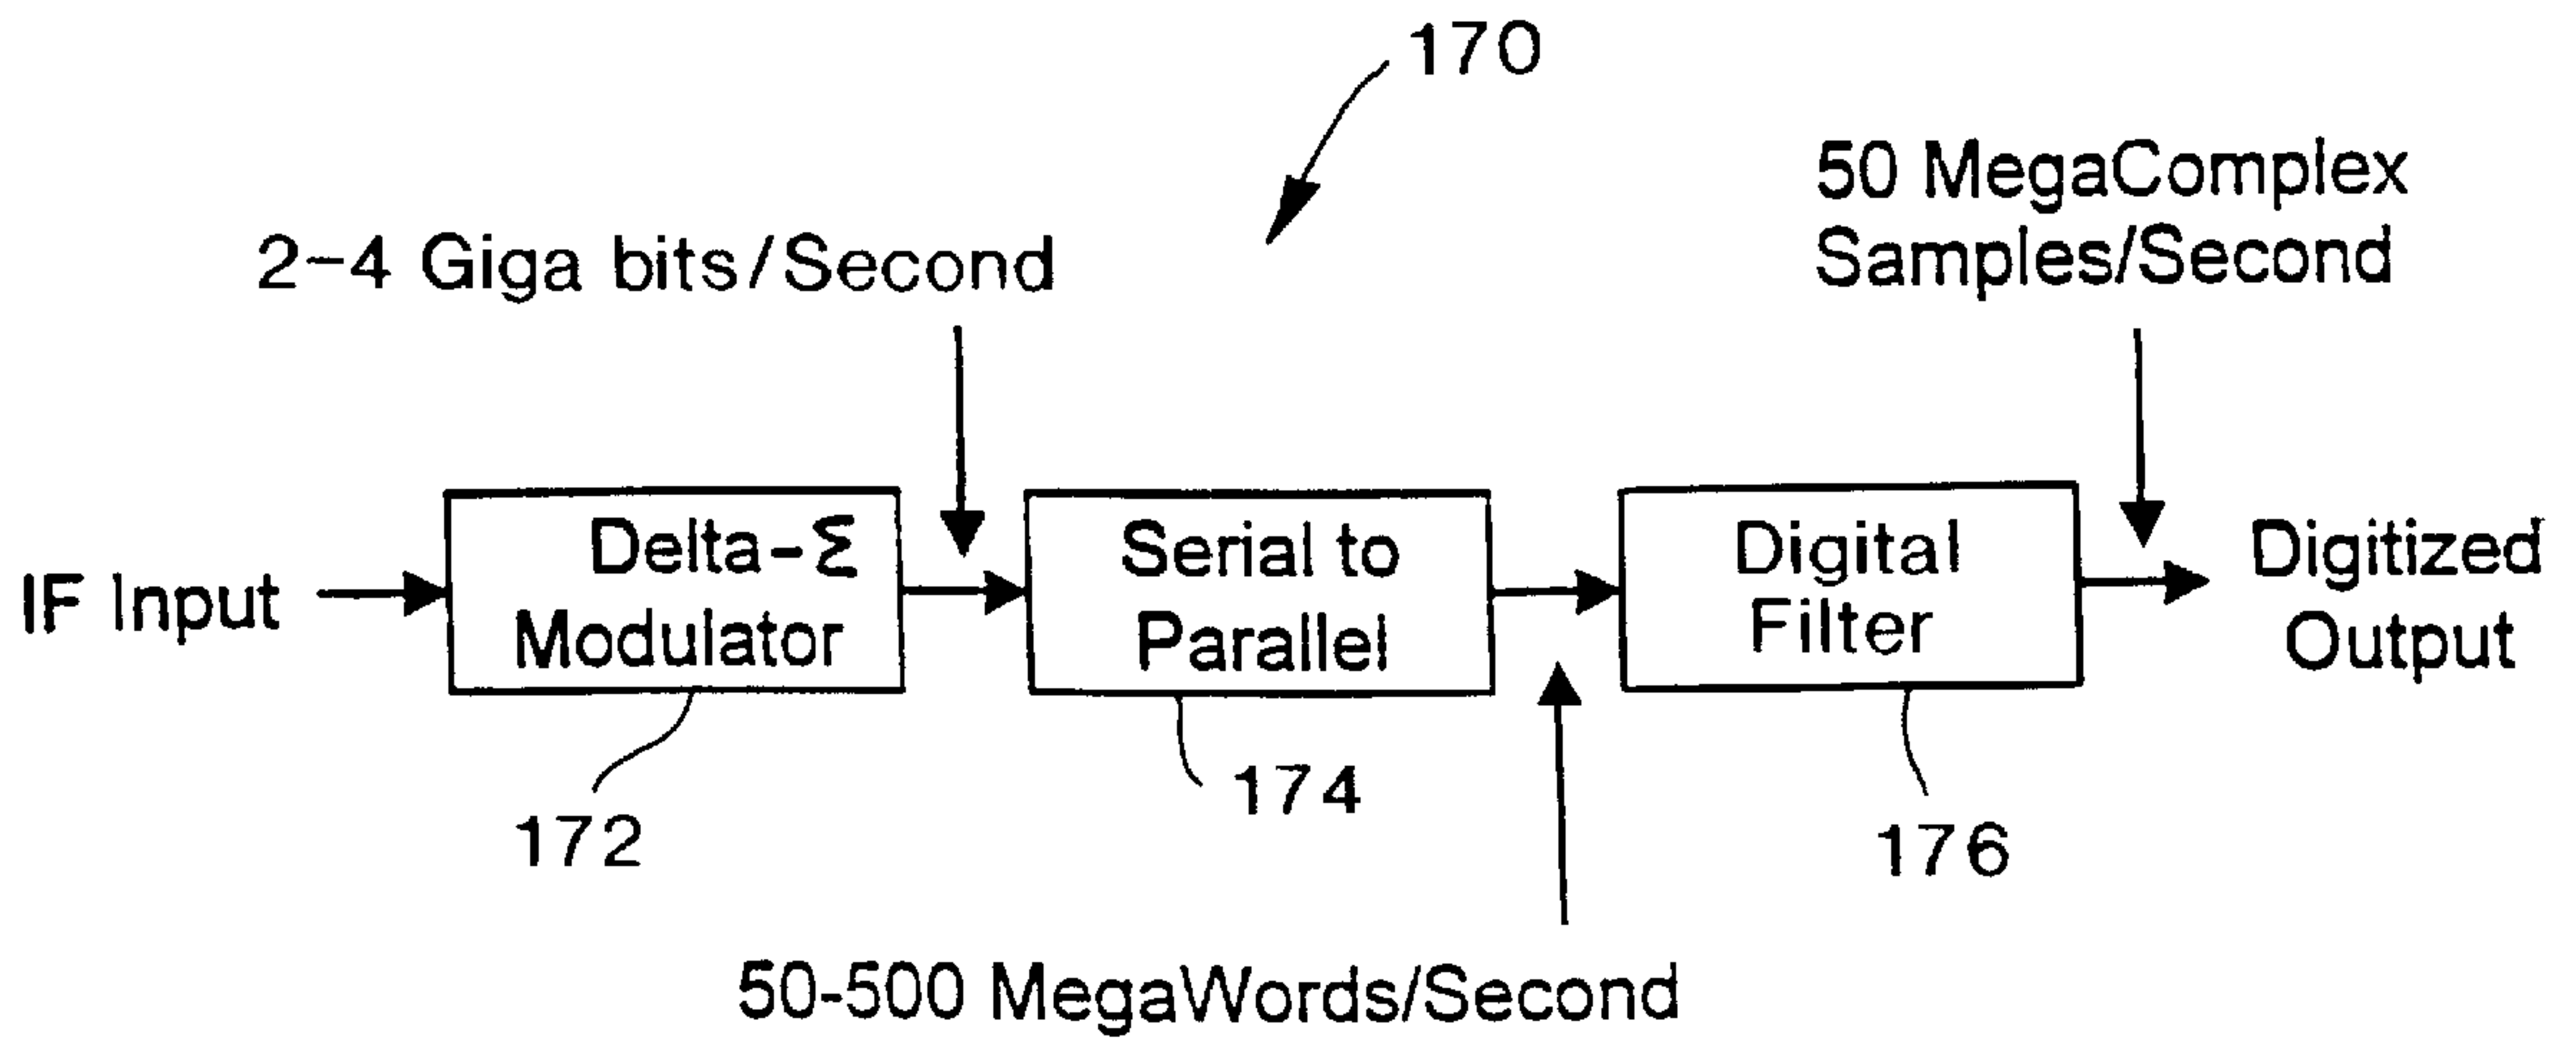 170
50 MegaComplex
Samples/Second
2-4 Giga bits/Second
IF Input
Delta-Σ
Modulator
Serial to
Parallel
Digital
Filter
Digitized
Output
172
174
176
50-500 MegaWords/Second